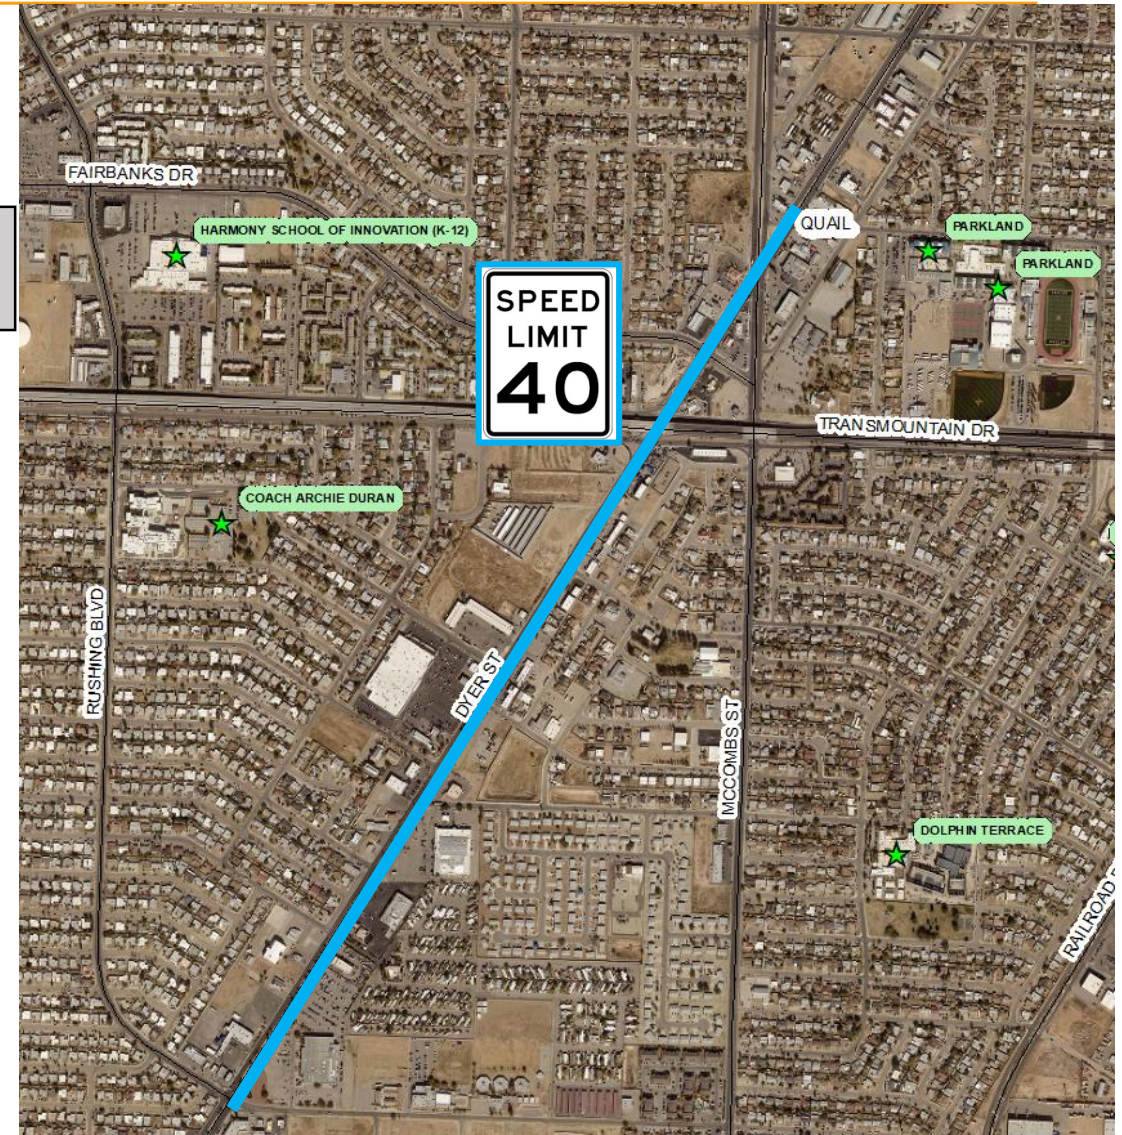 FAIRBANKS DR
HARMONY SCHOOL OF INNOVATION (K-12)
QUAIL
PARKLAND
PARKLAND
SPEED
LIMIT
40
TRANSMOUNTAIN DR
COACH ARCHIE DURAN
RUSHING BLVD
DYER ST
MCCOMBS ST
DOLPHIN TERRACE
RAILROAD